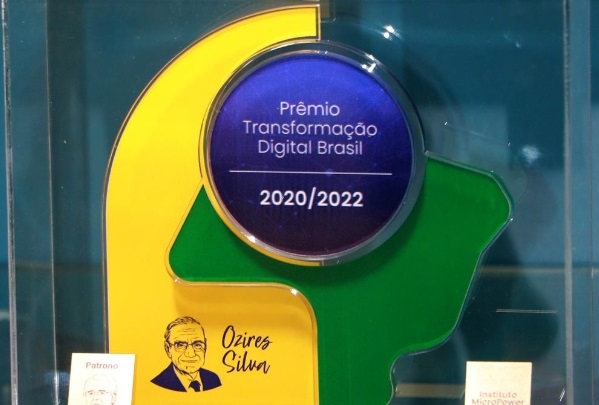 Prêmio
Transformação
Digital Brasil
2020/2022
Ozires
Silva
Patrono
Instituto
MicroPower